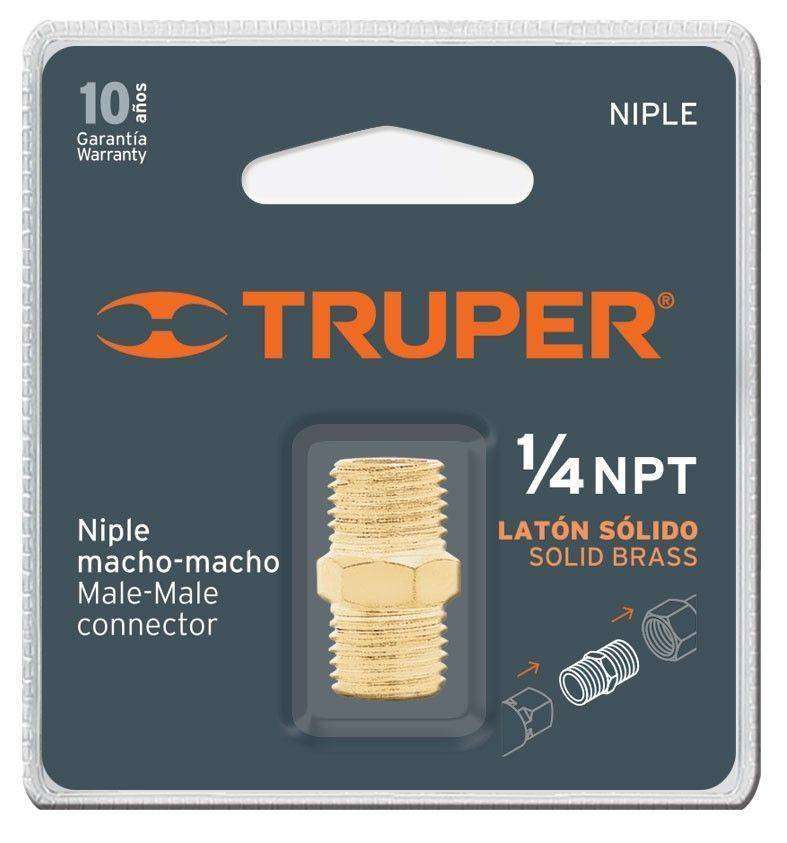 10 años
Garantía
Warranty
NIPLE
TRUPER®
1/4 NPT
LATÓN SÓLIDO
SOLID BRASS
Niple
macho-macho
Male-Male
connector